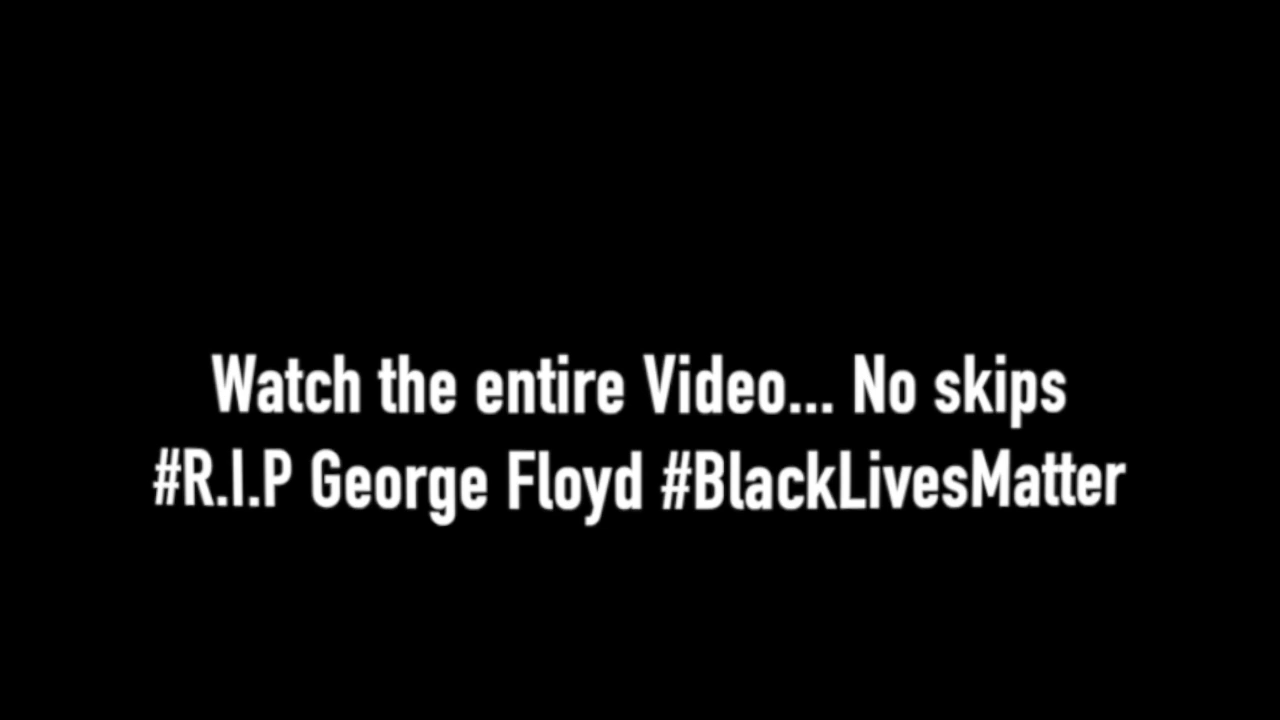 Watch the entire Video... No skips
#R.I.P George Floyd #BlackLivesMatter